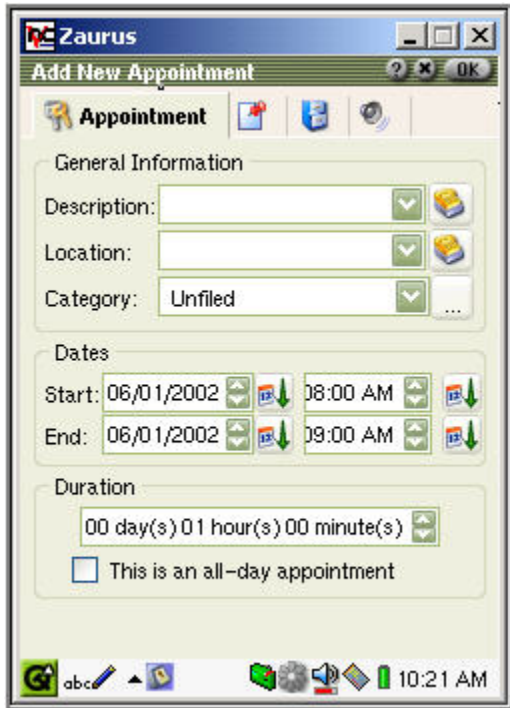 Zaurus
Add New Appointment ? x OK
Appointment
General Information
Description:
Location:
Category: Unfiled ...
Dates
Start: 06/01/2002 08:00 AM
End: 06/01/2002 09:00 AM
Duration
00 day(s) 01 hour(s) 00 minute(s)
This is an all-day appointment
abc 10:21 AM